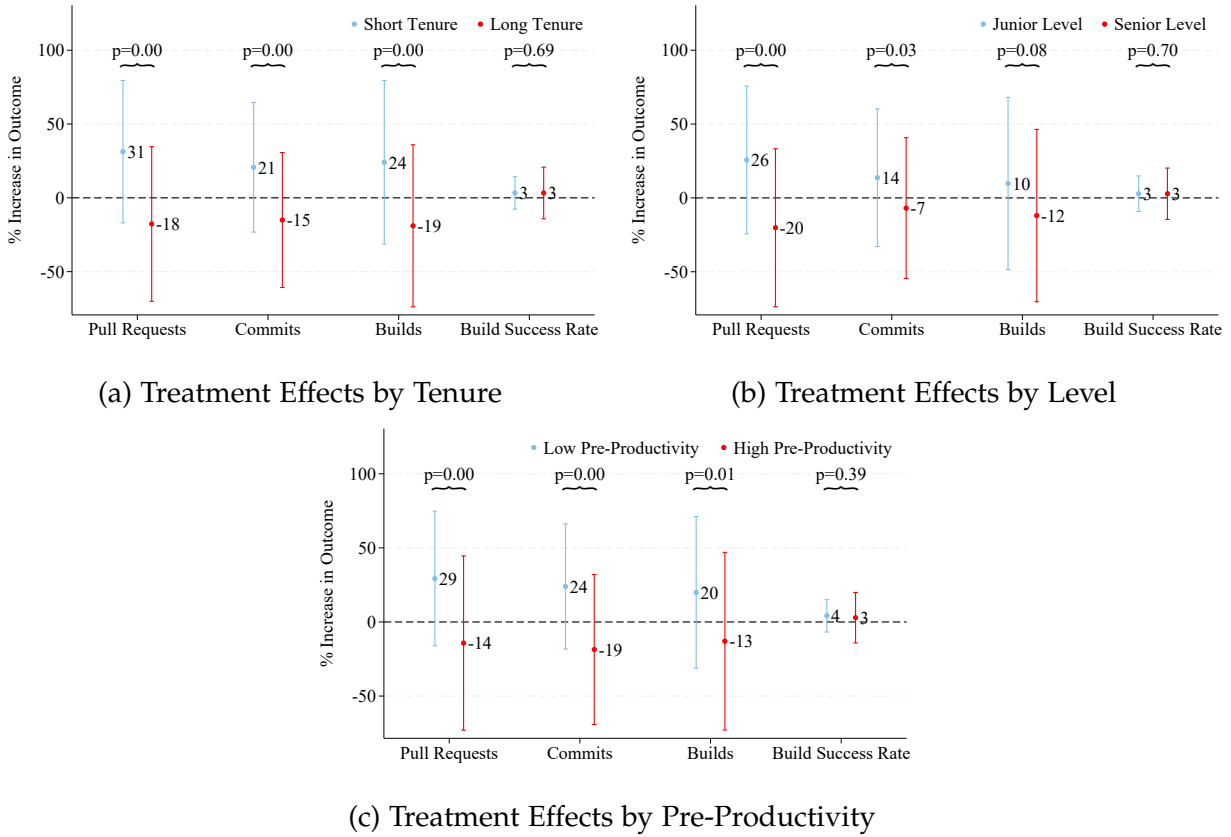 Short Tenure Long Tenure
p=0.00 p=0.00 p=0.00 p=0.69
% Increase in Outcome
100
50
0
-50
31 -18 21 -15 24 -19 3 3
Pull Requests Commits Builds Build Success Rate
(a) Treatment Effects by Tenure
Junior Level Senior Level
p=0.00 p=0.03 p=0.08 p=0.70
% Increase in Outcome
100
50
0
-50
26 -20 14 -7 10 -12 3 3
Pull Requests Commits Builds Build Success Rate
(b) Treatment Effects by Level
Low Pre-Productivity High Pre-Productivity
p=0.00 p=0.00 p=0.01 p=0.39
% Increase in Outcome
100
50
0
-50
29 -14 24 -19 20 -13 4 3
Pull Requests Commits Builds Build Success Rate
(c) Treatment Effects by Pre-Productivity